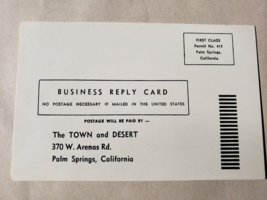 FIRST CLASS
Permit No. 419
Palm Springs,
California
BUSINESS REPLY CARD
NO POSTAGE NECESSARY IF MAILED IN THE UNITED STATES
POSTAGE WILL BE PAID BY —
The TOWN and DESERT
370 W. Arenas Rd.
Palm Springs, California